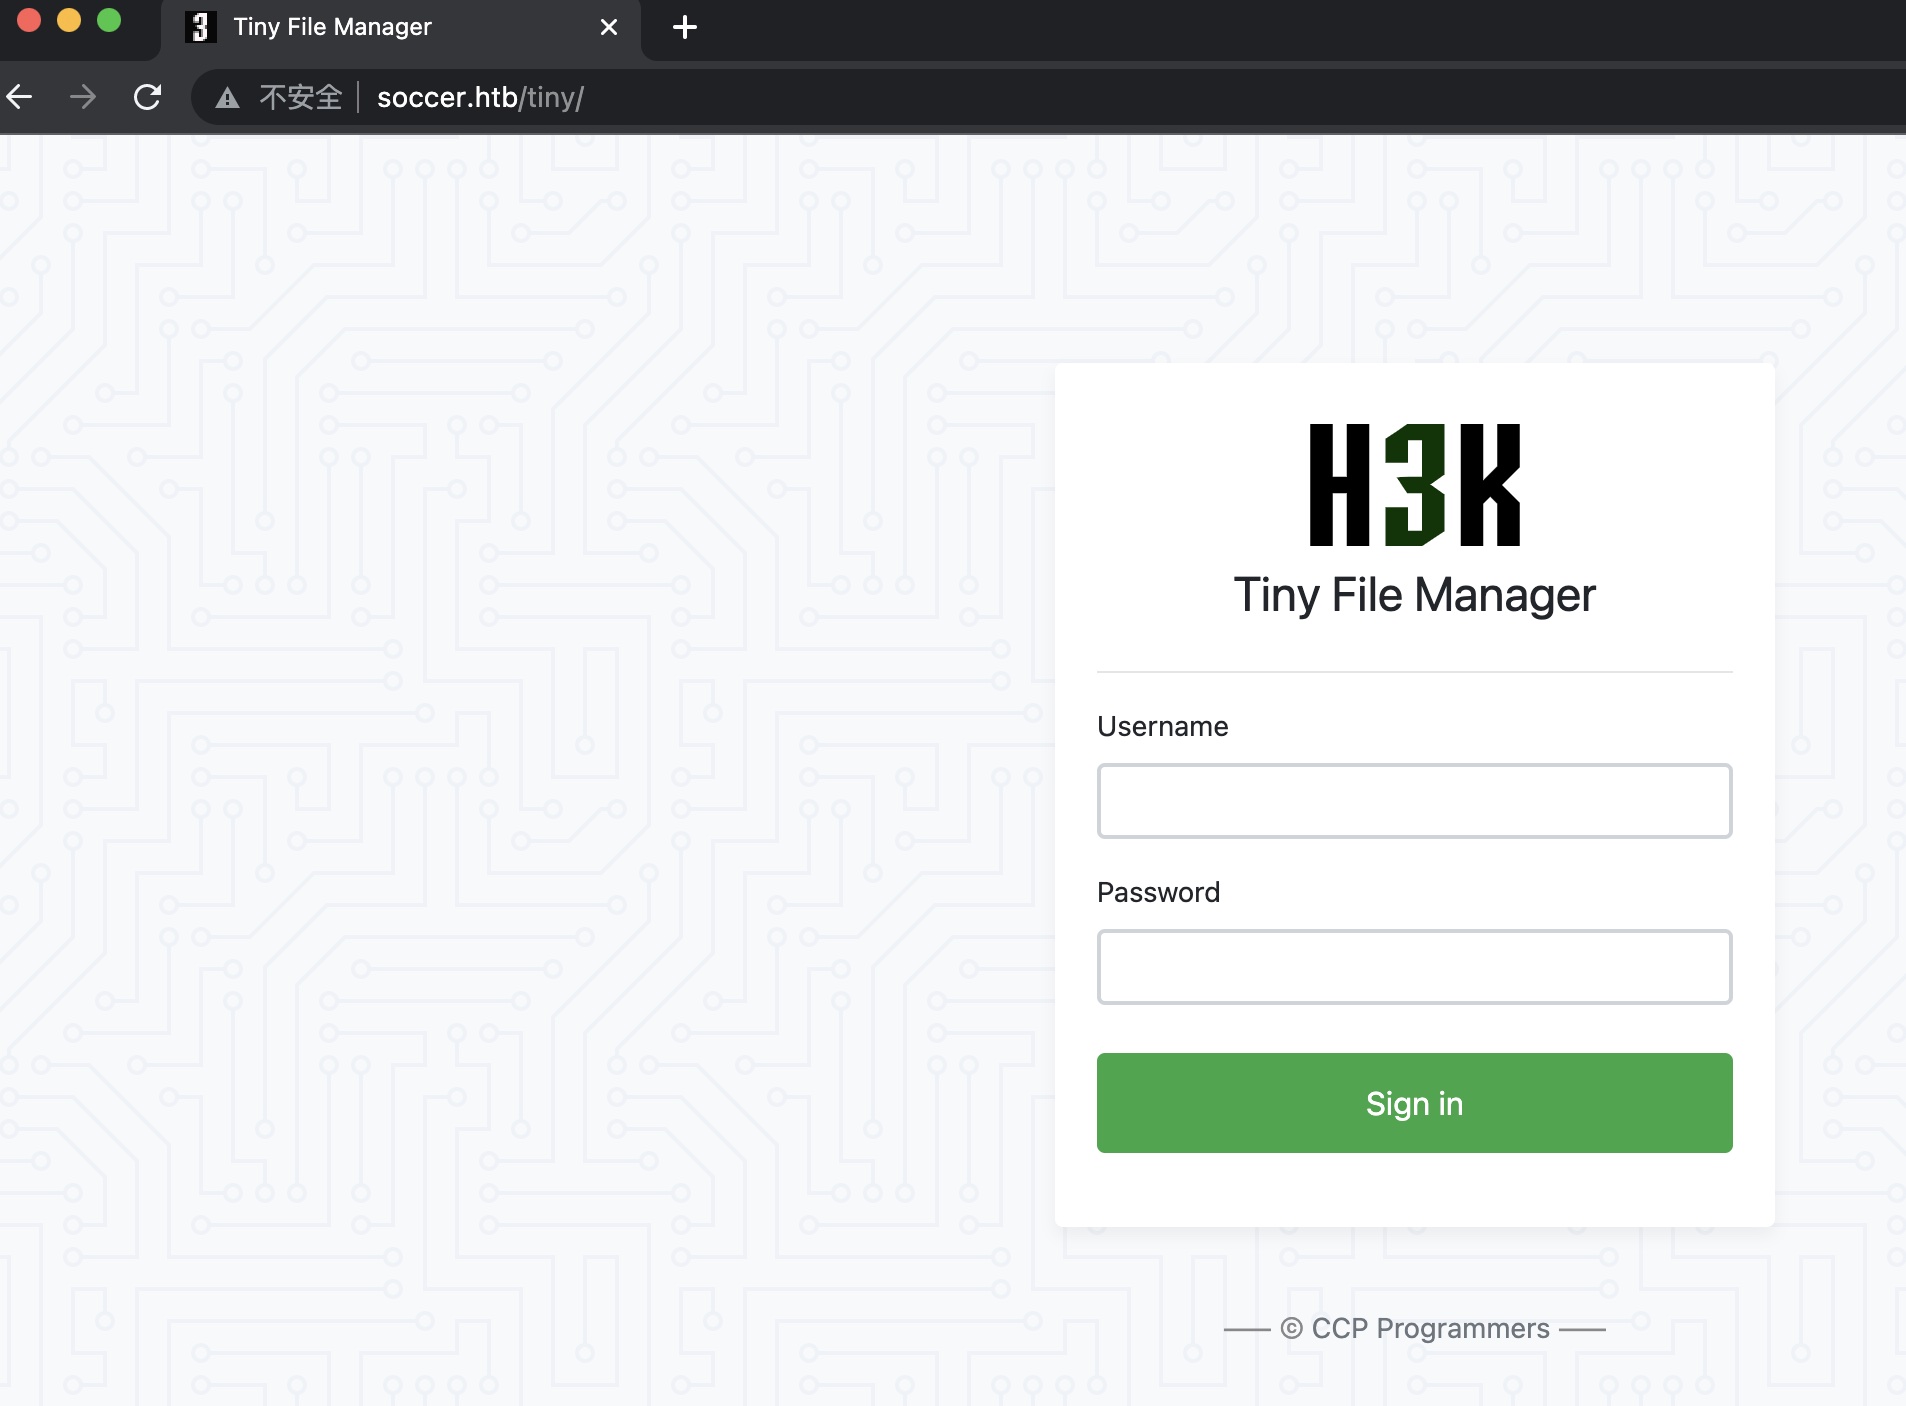 Tiny File Manager
不安全 soccer.htb/tiny/
H3K
Tiny File Manager
Username
Password
Sign in
—— © CCP Programmers ——